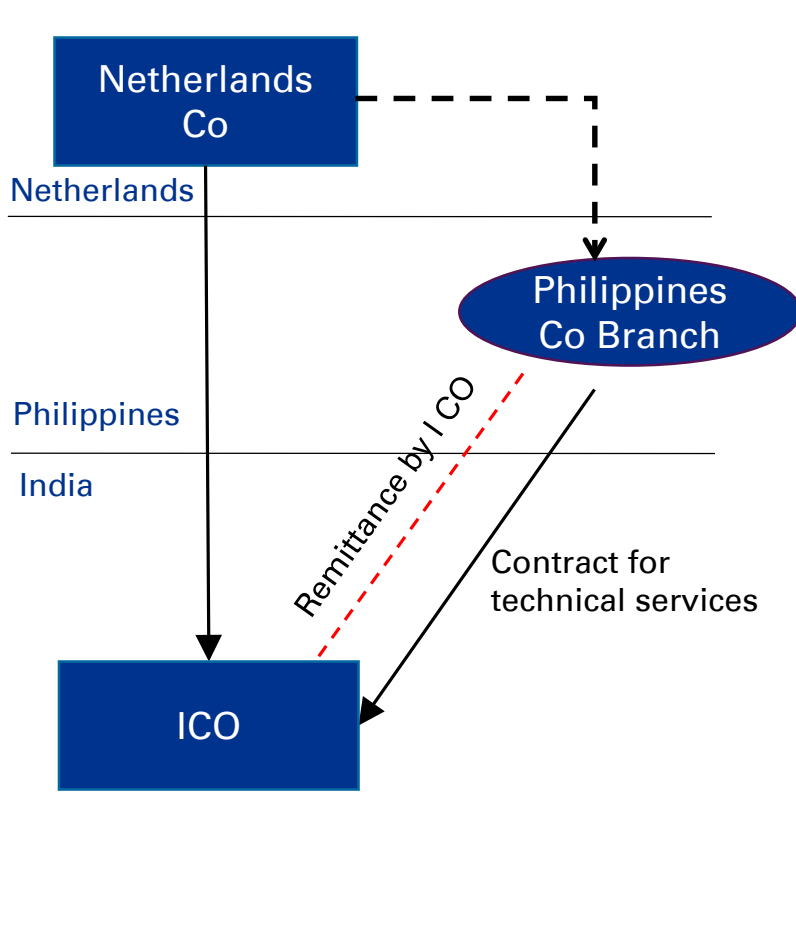 Netherlands
Co
Netherlands
Philippines
Co Branch
Philippines
Remittance by I CO
India
Contract for
technical services
ICO